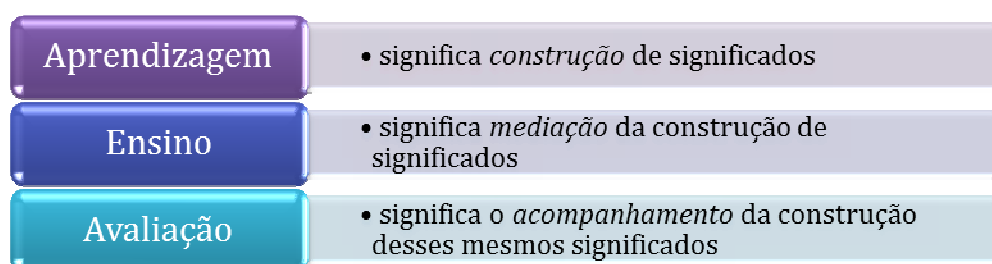 Aprendizagem
• significa construção de significados
Ensino
• significa mediação da construção de
significados
Avaliação
• significa o acompanhamento da construção
desses mesmos significados